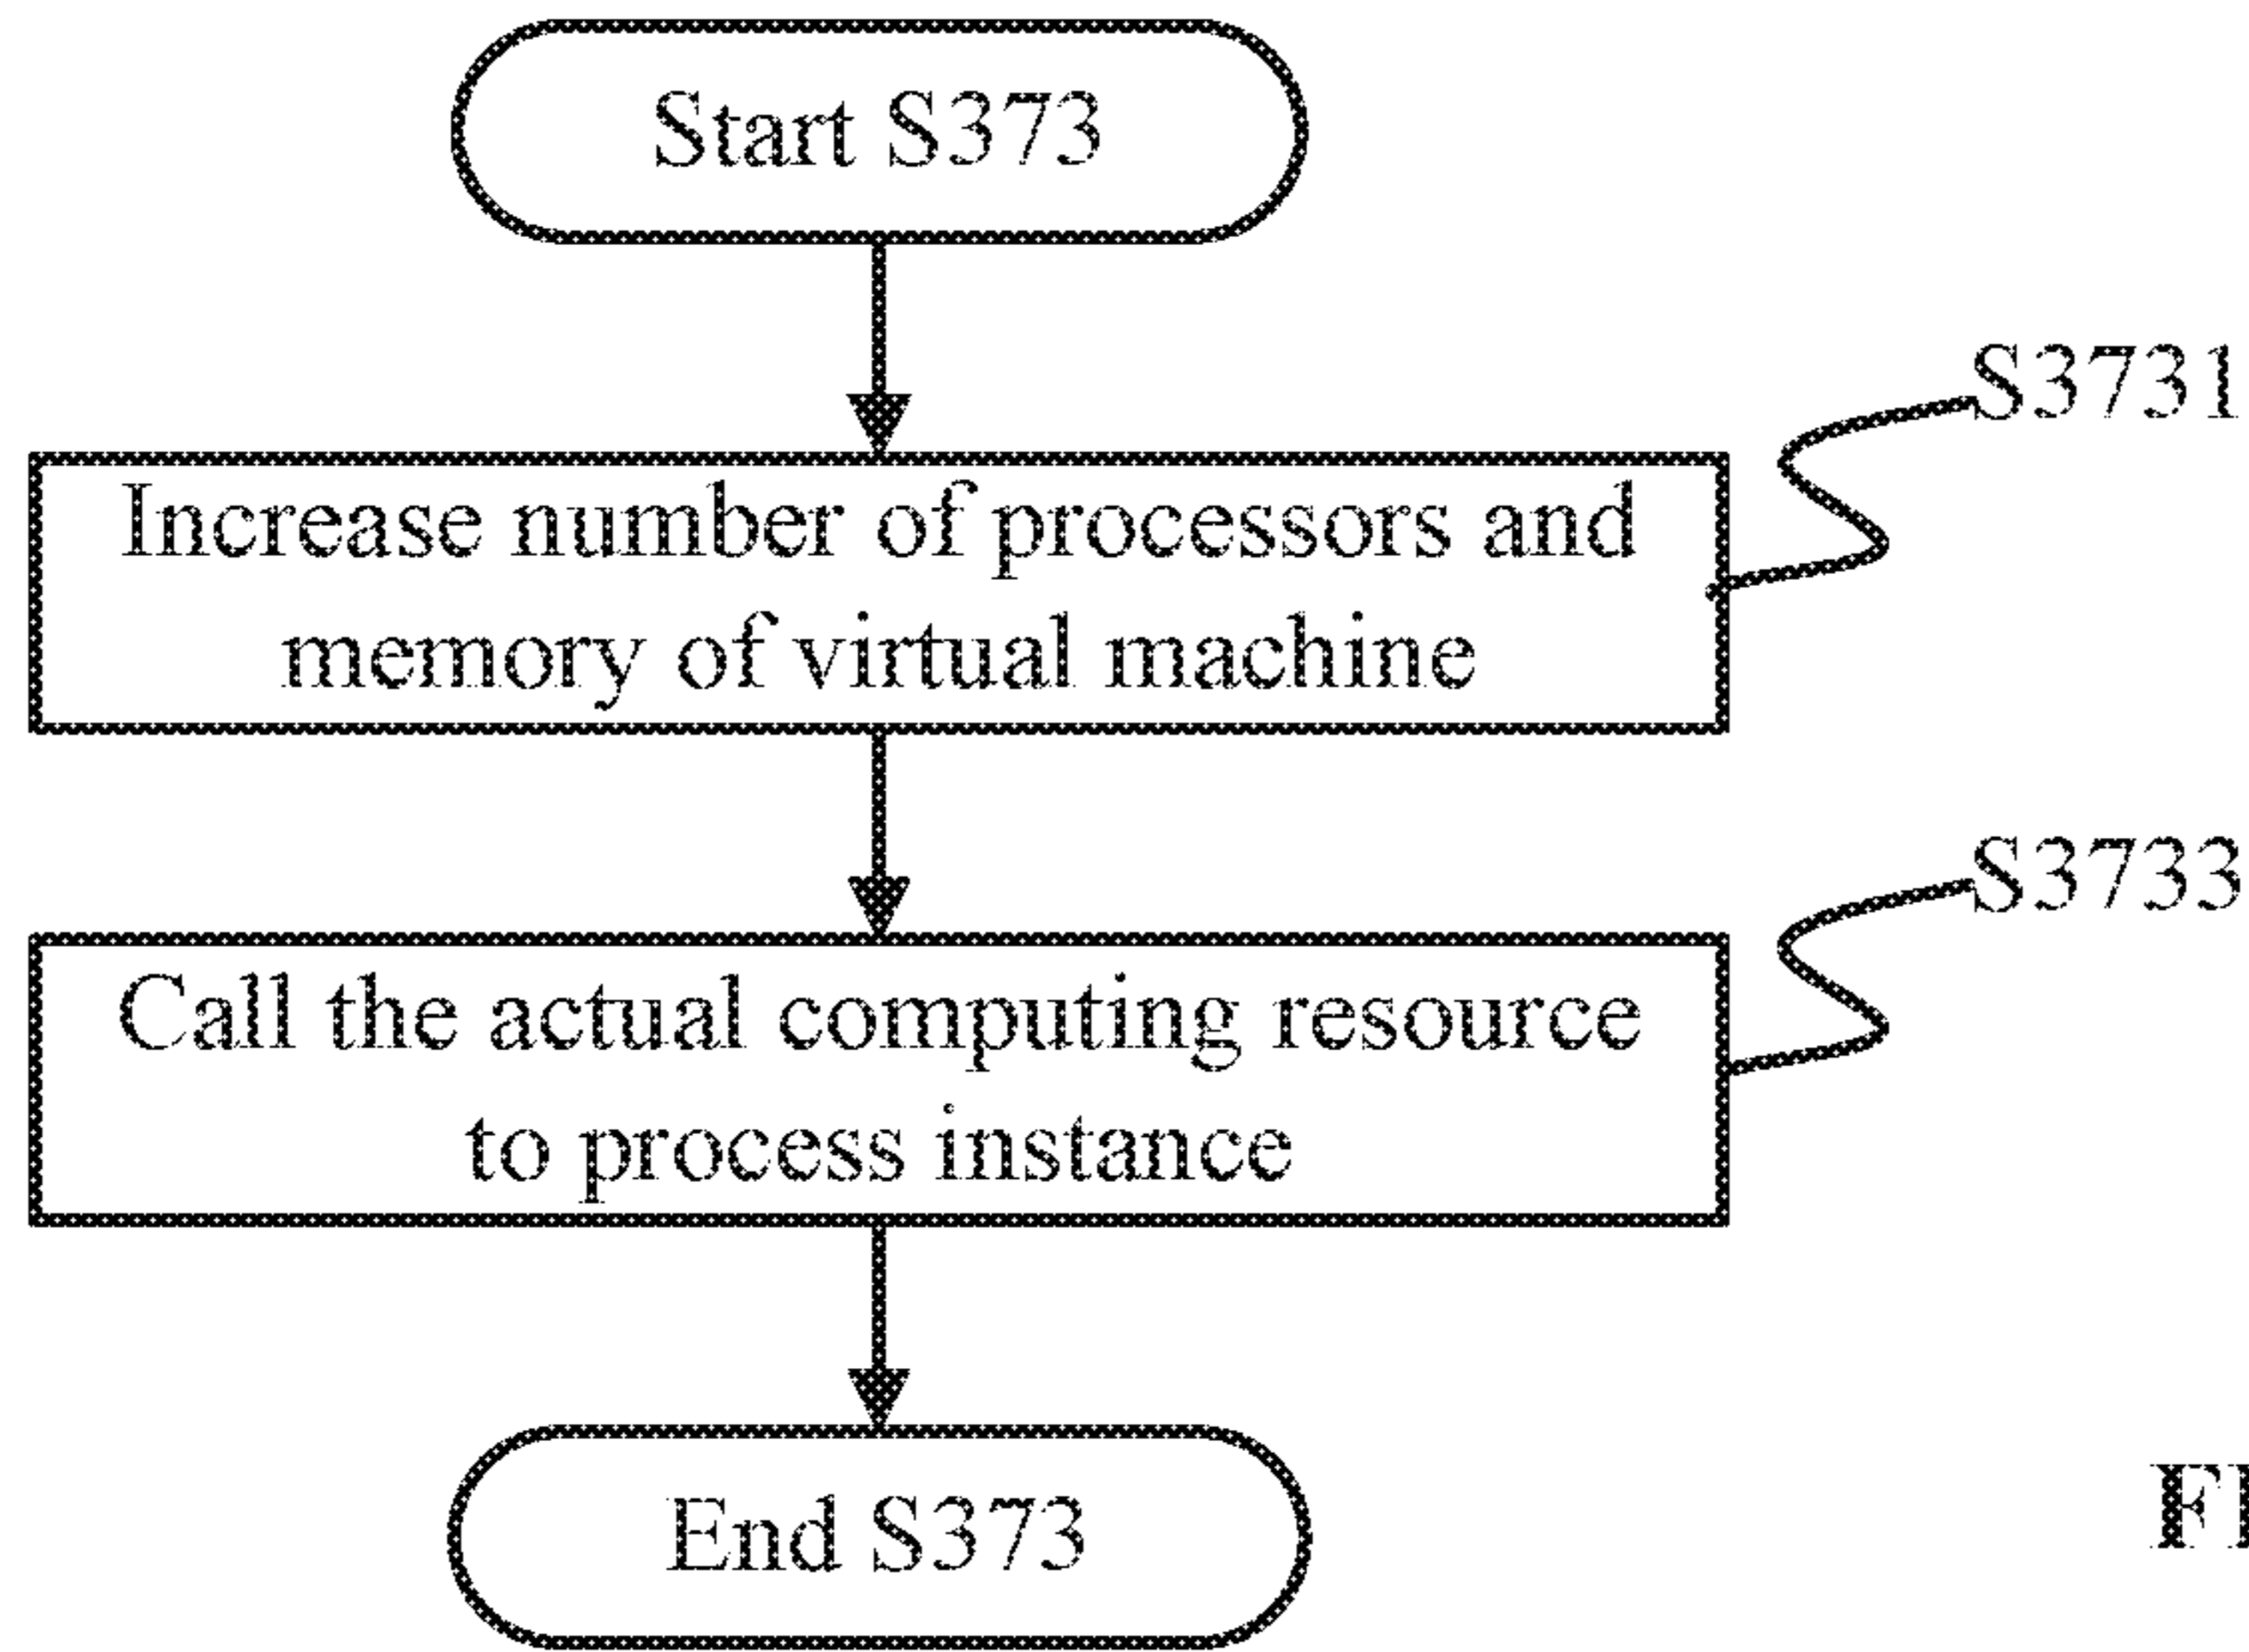 Start S373
S3731
Increase number of processors and
memory of virtual machine
S3733
Call the actual computing resource
to process instance
End S373